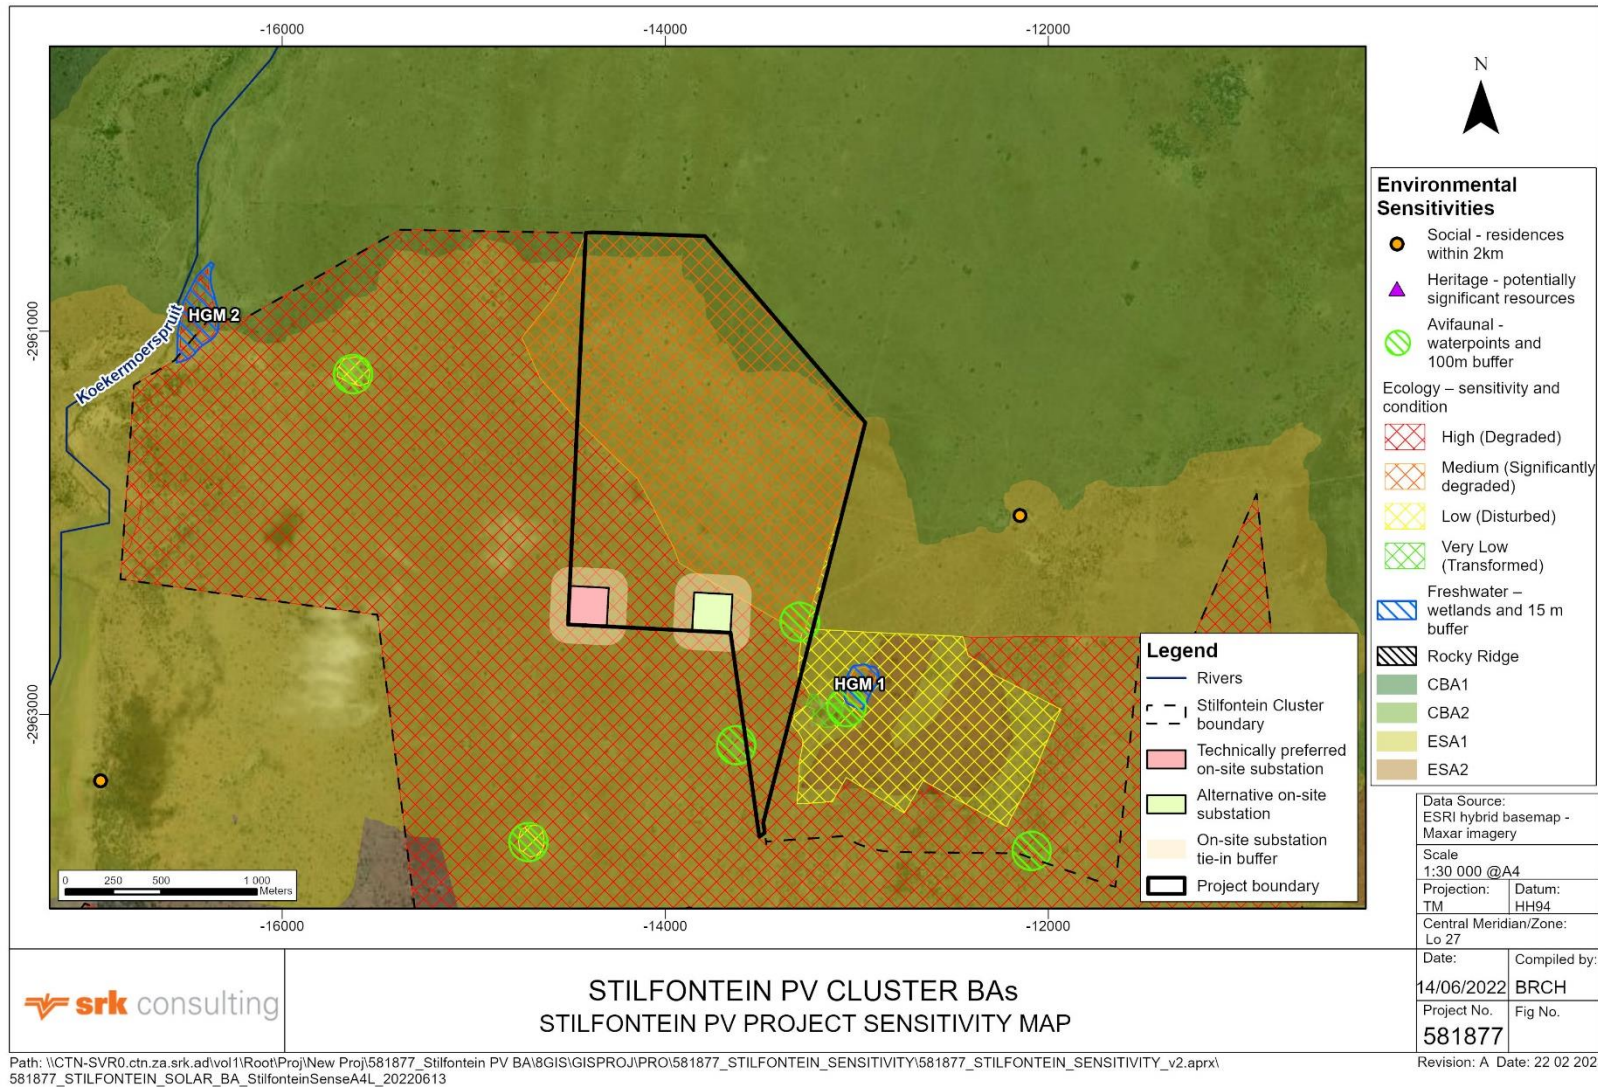 -16000
-14000
-12000
-2961000
-2963000
Koekermoerspruit
HGM 2
HGM 1
0 250 500 1 000
Meters
-16000
-14000
-12000
Legend
Rivers
Stilfontein Cluster
boundary
Technically preferred
on-site substation
Alternative on-site
substation
On-site substation
tie-in buffer
Project boundary
N
Environmental
Sensitivities
Social - residences
within 2km
Heritage - potentially
significant resources
Avifaunal -
waterpoints and
100m buffer
Ecology – sensitivity and
condition
High (Degraded)
Medium (Significantly
degraded)
Low (Disturbed)
Very Low
(Transformed)
Freshwater –
wetlands and 15 m
buffer
Rocky Ridge
CBA1
CBA2
ESA1
ESA2
Data Source:
ESRI hybrid basemap -
Maxar imagery
Scale
1:30 000 @A4
Projection:
TM
Datum:
HH94
Central Meridian/Zone:
Lo 27
Date:
14/06/2022
Compiled by:
BRCH
Project No.
581877
Fig No.
srk consulting
STILFONTEIN PV CLUSTER BAs
STILFONTEIN PV PROJECT SENSITIVITY MAP
Path: \\CTN-SVR0.ctn.za.srk.ad\vol1\Root\Proj\New Proj\581877_Stilfontein PV BA\8GIS\GISPROJ\PRO\581877_STILFONTEIN_SENSITIVITY\581877_STILFONTEIN_SENSITIVITY_v2.aprx\
581877_STILFONTEIN_SOLAR_BA_StilfonteinSenseA4L_20220613
Revision: A Date: 22 02 202